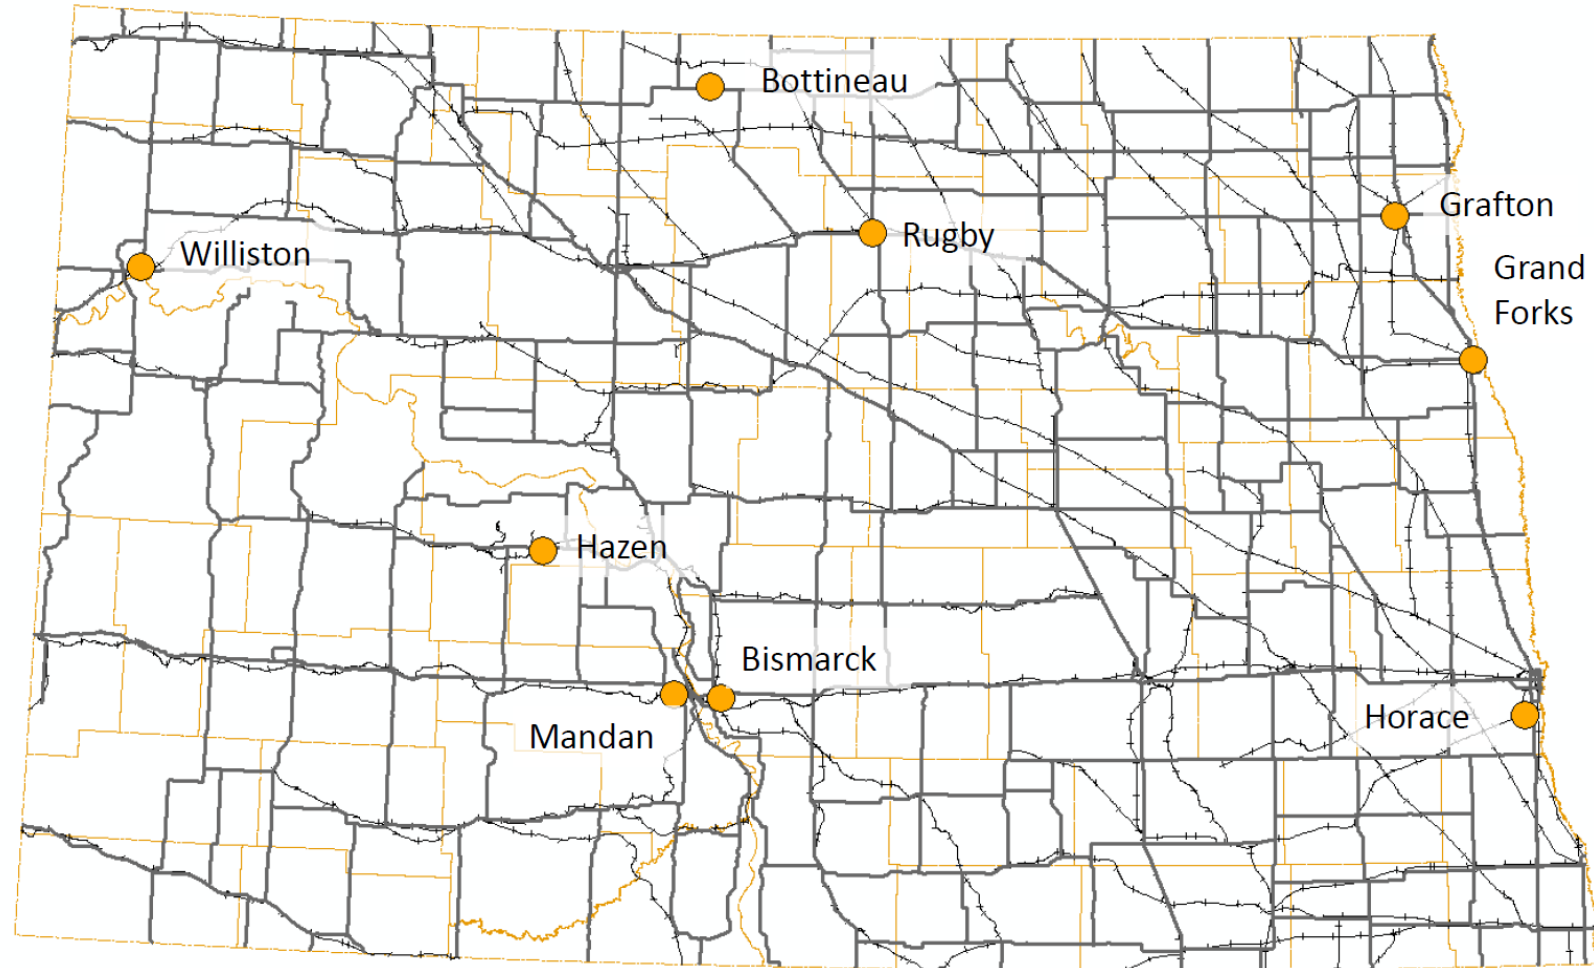 Bottineau
Grafton
Rugby
Williston
Grand
Forks
Hazen
Bismarck
Horace
Mandan